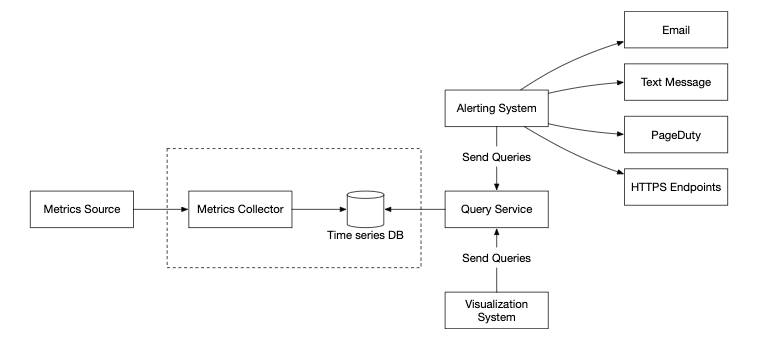 Email
Text Message
Alerting System
PageDuty
Send Queries
HTTPS Endpoints
Metrics Source
Metrics Collector
Query Service
Time series DB
Send Queries
Visualization
System